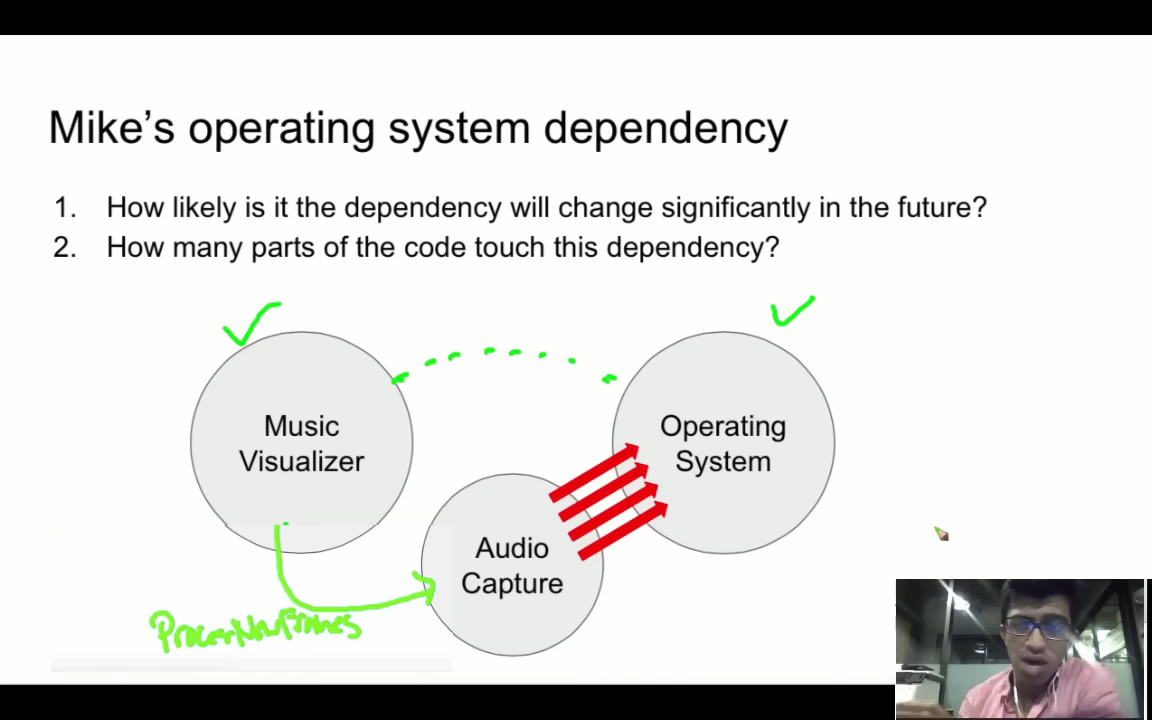 Mike's operating system dependency
1. How likely is it the dependency will change significantly in the future?
2. How many parts of the code touch this dependency?
Music
Visualizer
Operating
System
Audio
Capture